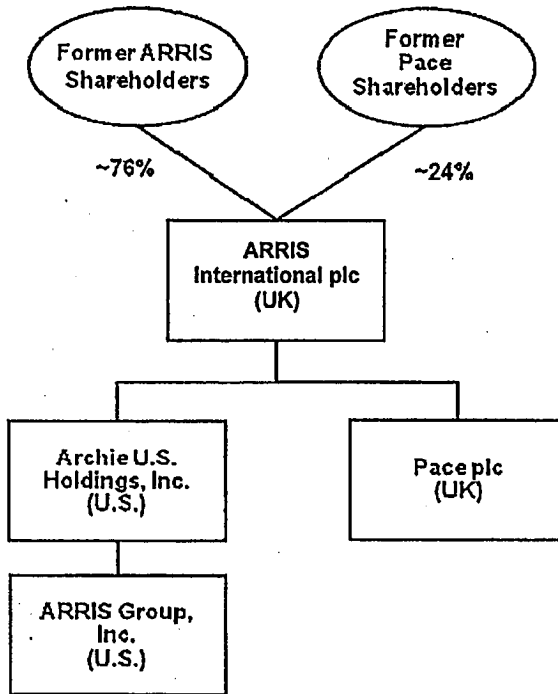 Former ARRIS
Shareholders
Former
Pace
Shareholders
~76%
~24%
ARRIS
International plc
(UK)
Archie U.S.
Holdings, Inc.
(U.S.)
Pace plc
(UK)
ARRIS Group,
Inc.
(U.S.)